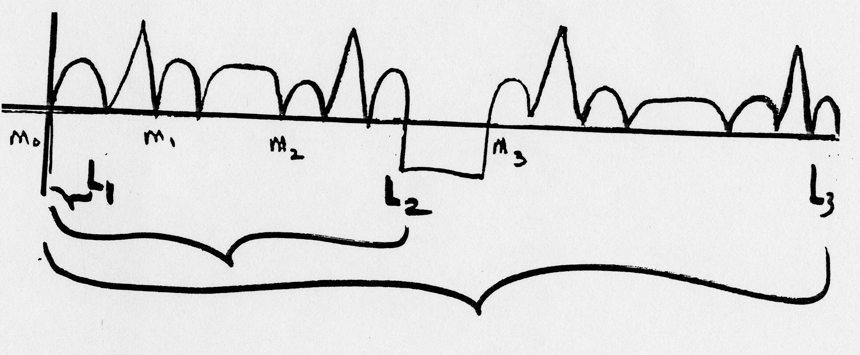 m₀ m₁ m₂ m₃
L₁ L₂ L₃